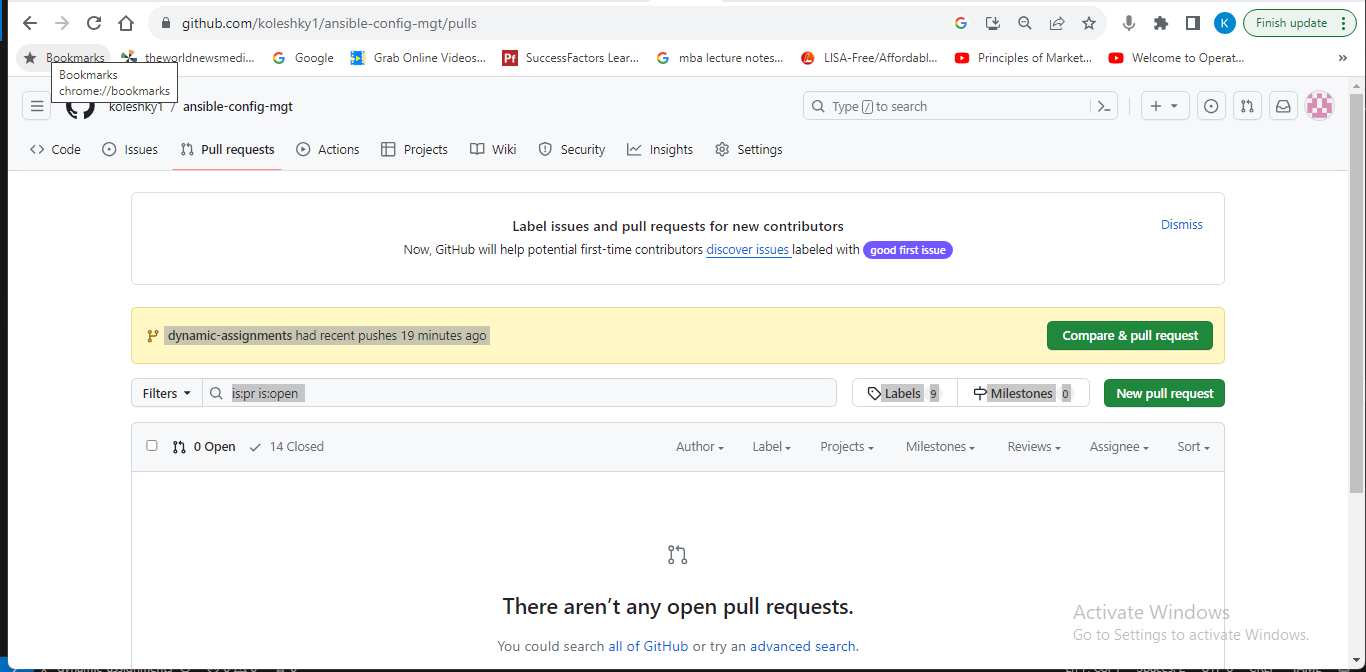 github.com/koleshky1/ansible-config-mgt/pulls
K
Finish update
Bookmarks
theworldnewsmedi...
Google
Grab Online Videos...
Pr
SuccessFactors Lear...
mba lecture notes...
LISA-Free/Affordabl...
Principles of Market...
Welcome to Operat...
»
Bookmarks
chrome://bookmarks
koleshky1 / ansible-config-mgt
Type / to search
Code
Issues
Pull requests
Actions
Projects
Wiki
Security
Insights
Settings
Label issues and pull requests for new contributors
Dismiss
Now, GitHub will help potential first-time contributors discover issues labeled with good first issue
dynamic-assignments had recent pushes 19 minutes ago
Compare & pull request
Filters
is:pr is:open
Labels 9
Milestones 0
New pull request
0 Open
14 Closed
Author
Label
Projects
Milestones
Reviews
Assignee
Sort
There aren’t any open pull requests.
You could search all of GitHub or try an advanced search.
Activate Windows
Go to Settings to activate Windows.